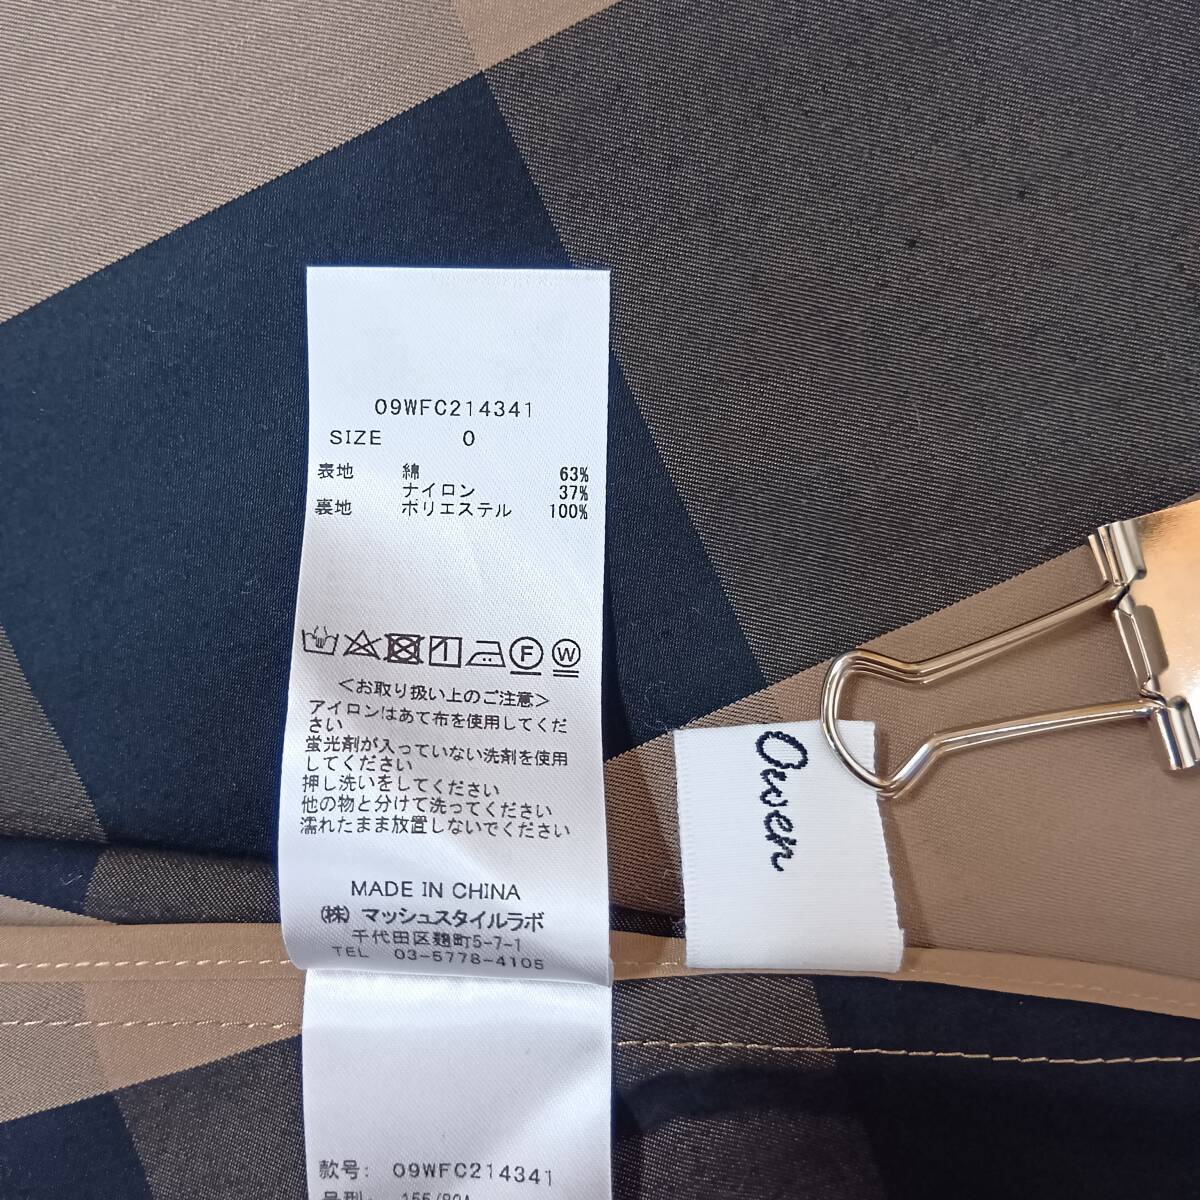 09WFC214341
SIZE 0
表地 綿 63%
ナイロン 37%
裏地 ポリエステル 100%
1 F W
<お取り扱い上のご注意>
アイロンはあて布を使用してくだ
さい
蛍光剤が入っていない洗剤を使用
してください
押し洗いをしてください
他の物と分けて洗ってください
濡れたまま放置しないでください
MADE IN CHINA
(株) マッシュスタイルラボ
千代田区麹町5-7-1
TEL 03-5778-4105
款号: 09WFC214341
Owen